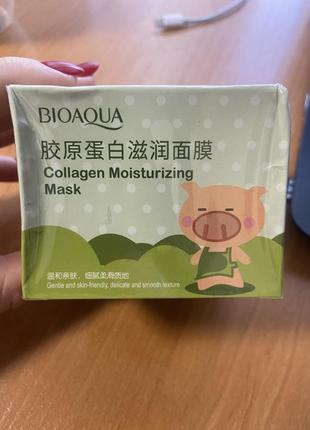 BIOAQUA
胶原蛋白滋润面膜
Collagen Moisturizing
Mask
温和亲肤，细腻柔滑质地
Gentle and skin-friendly, delicate and smooth texture